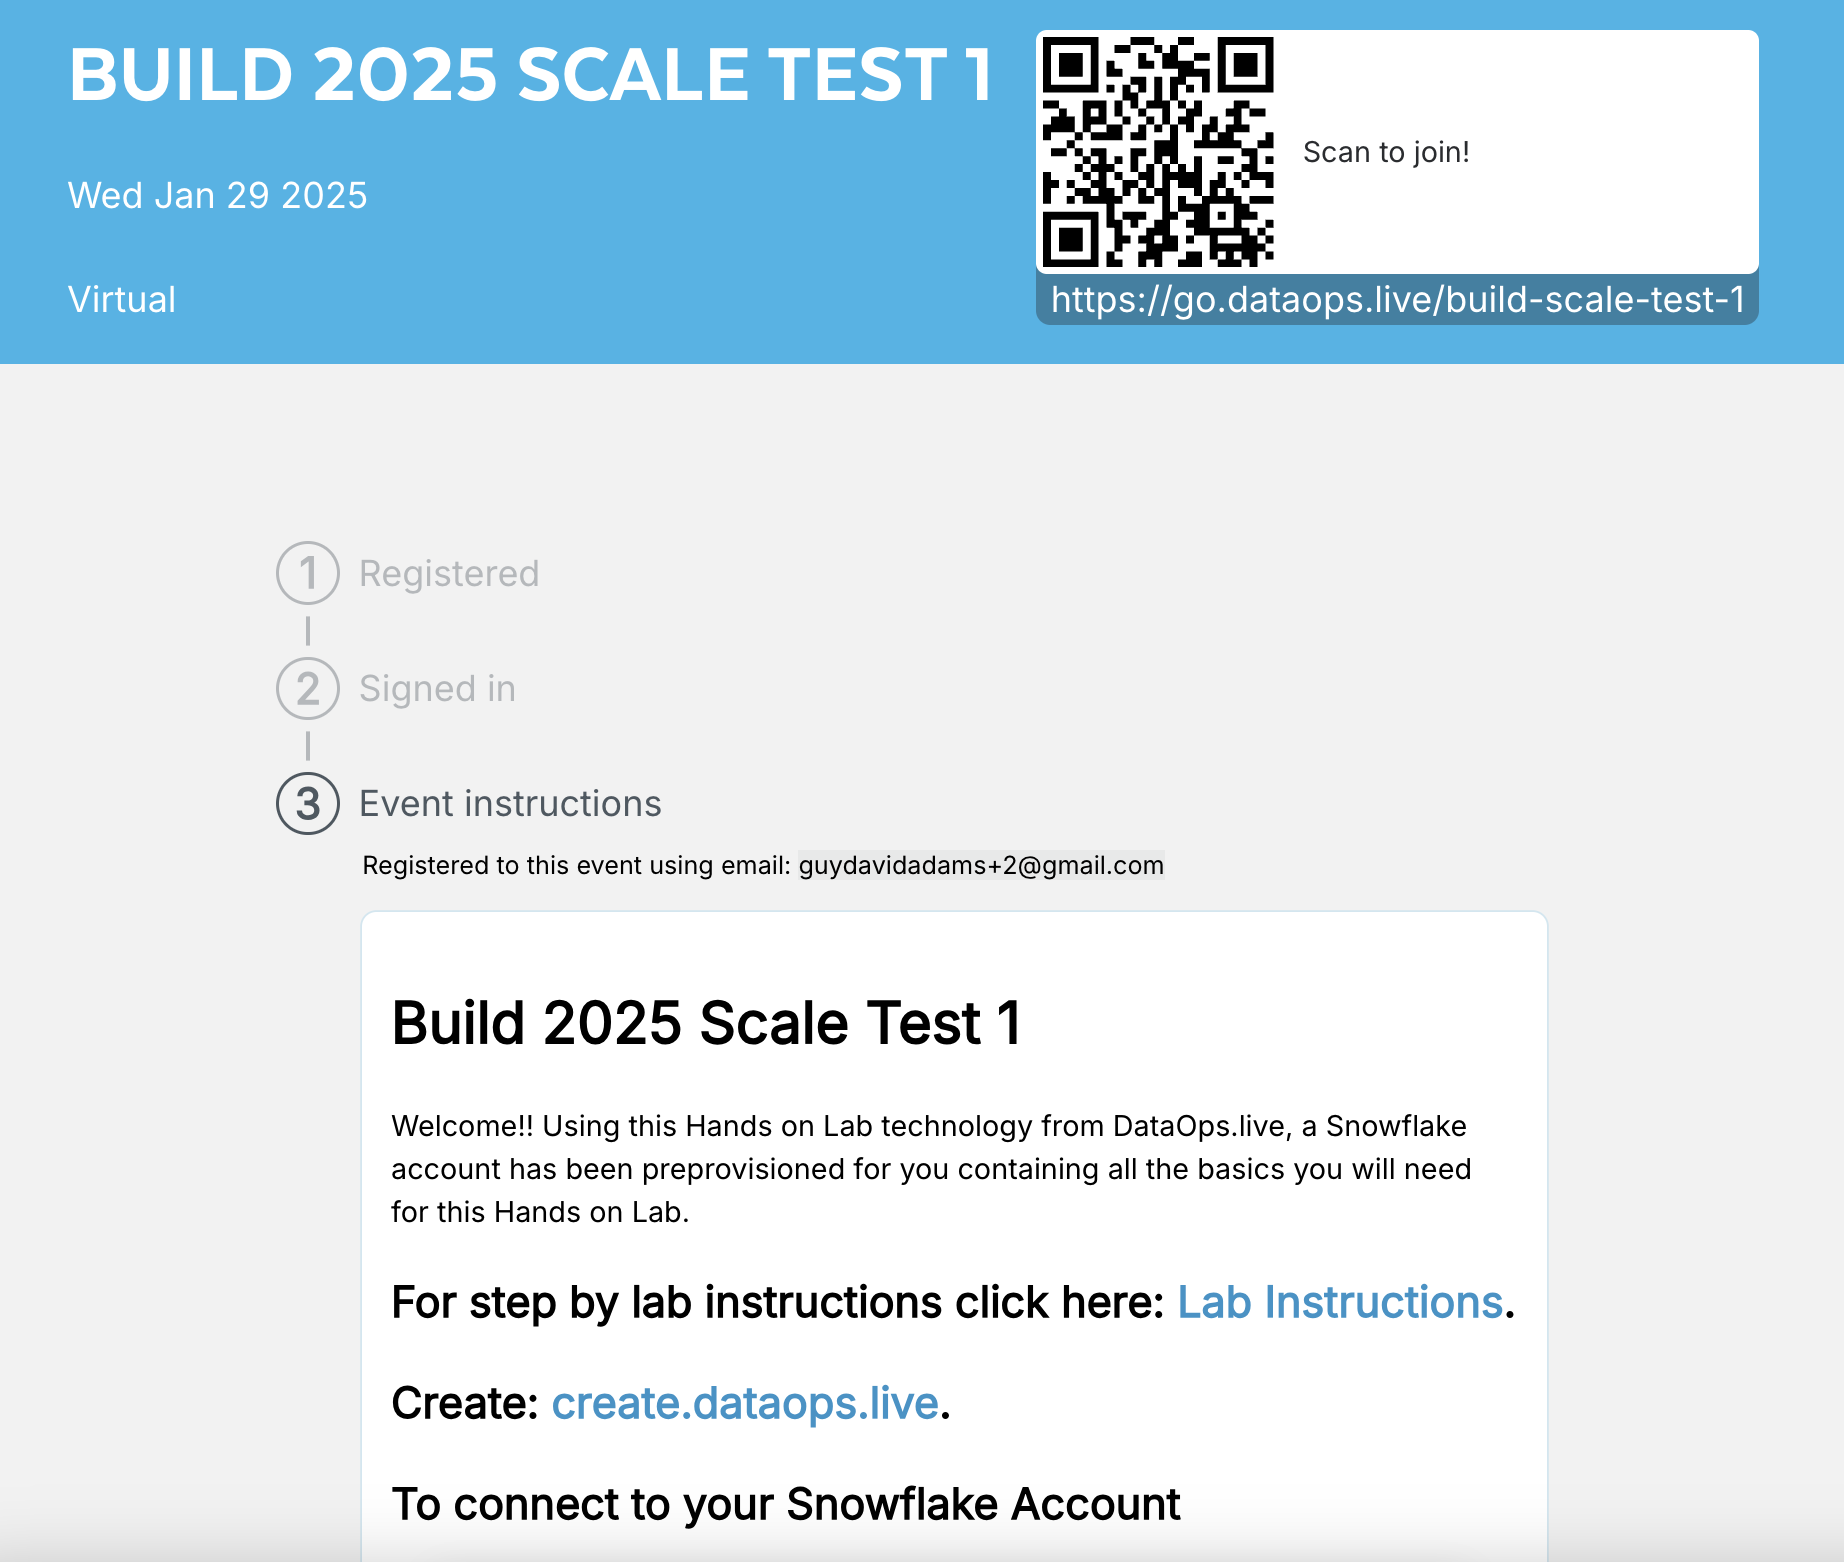 BUILD 2025 SCALE TEST 1
Wed Jan 29 2025
Virtual
Scan to join!
https://go.dataops.live/build-scale-test-1
1 Registered
2 Signed in
3 Event instructions
Registered to this event using email: guydavidadams+2@gmail.com
Build 2025 Scale Test 1
Welcome!! Using this Hands on Lab technology from DataOps.live, a Snowflake
account has been preprovisioned for you containing all the basics you will need
for this Hands on Lab.
For step by lab instructions click here: Lab Instructions.
Create: create.dataops.live.
To connect to your Snowflake Account